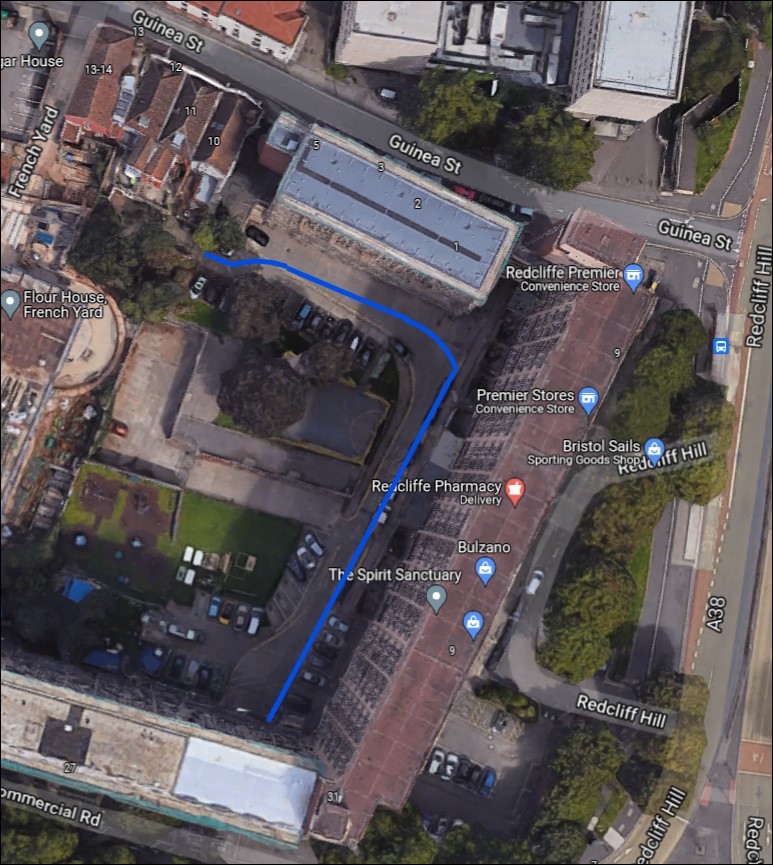 Guinea St
13
gar House
13-14
12
11
10
French Yard
5
3
2
1
Guinea St
Guinea St
Redcliffe Premier
Convenience Store
Redcliff Hill
Flour House,
French Yard
9
Premier Stores
Convenience Store
Bristol Sails
Sporting Goods Shop
Redcliff Hill
Redcliffe Pharmacy
Delivery
Bulzano
The Spirit Sanctuary
A38
9
Redcliff Hill
27
31
ommercial Rd
edcliff Hill
Redc